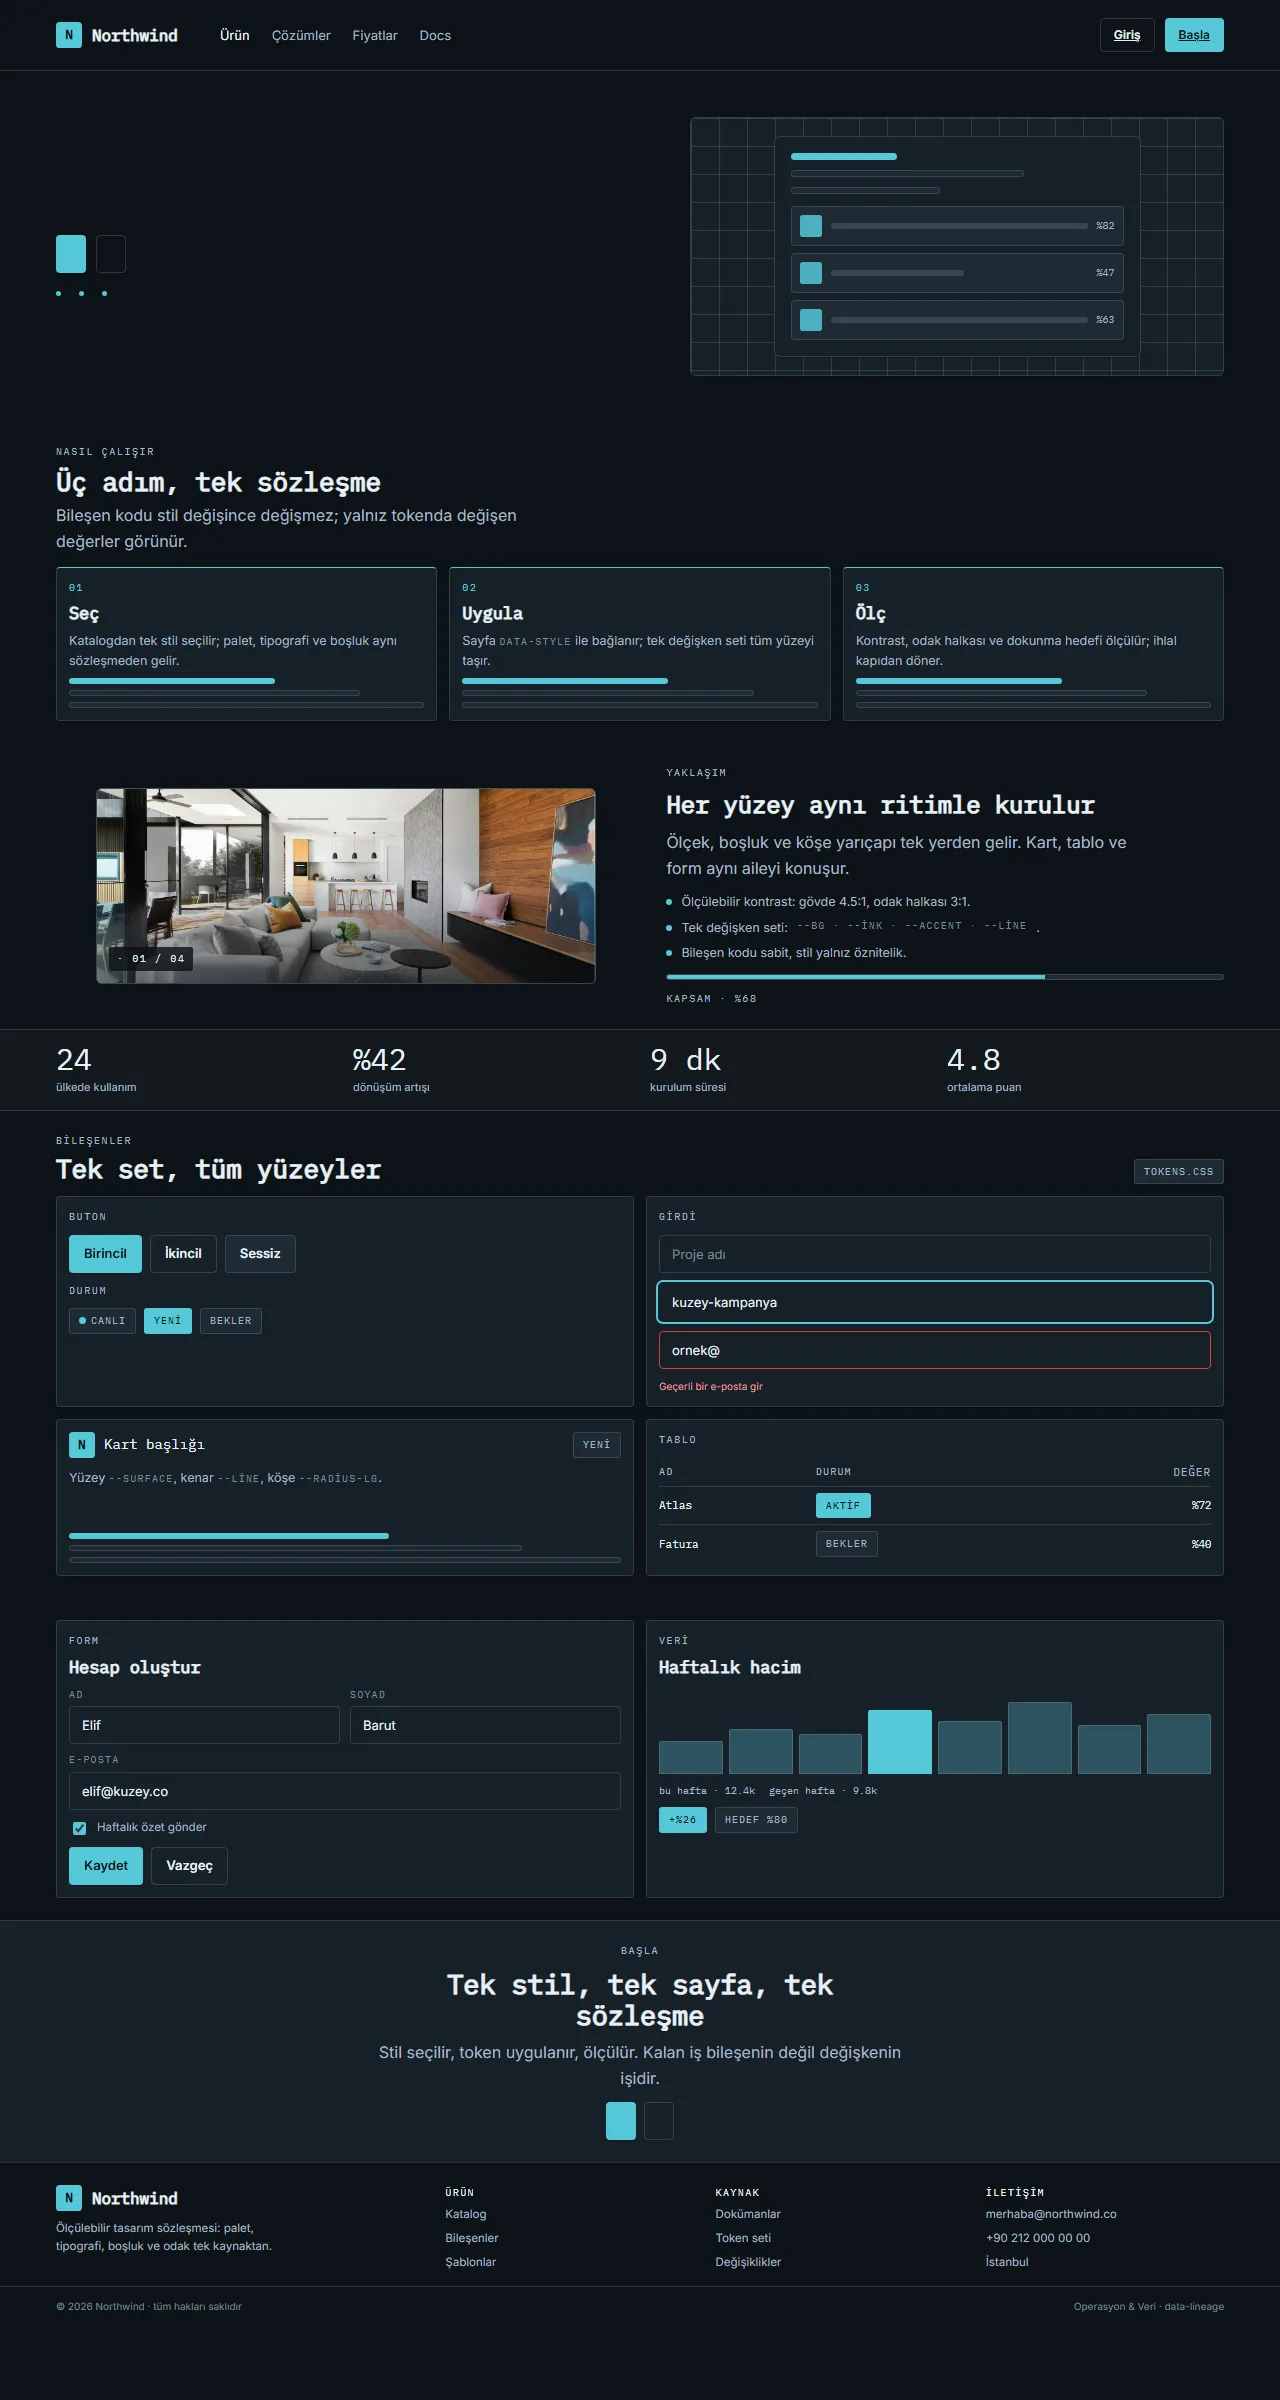 N Northwind Ürün Çözümler Fiyatlar Docs Giriş Başla
%82
%47
%63
NASIL ÇALIŞIR
Üç adım, tek sözleşme
Bileşen kodu stil değişince değişmez; yalnız tokenda değişen
değerler görünür.
01
Seç
Katalogdan tek stil seçilir; palet, tipografi ve boşluk aynı
sözleşmeden gelir.
02
Uygula
Sayfa DATA-STYLE ile bağlanır; tek değişken seti tüm yüzeyi
taşır.
03
Ölç
Kontrast, odak halkası ve dokunma hedefi ölçülür; ihlal
kapıdan döner.
· 01 / 04
YAKLAŞIM
Her yüzey aynı ritimle kurulur
Ölçek, boşluk ve köşe yarıçapı tek yerden gelir. Kart, tablo ve
form aynı aileyi konuşur.
Ölçülebilir kontrast: gövde 4.5:1, odak halkası 3:1.
Tek değişken seti: --BG · --İNK · --ACCENT · --LİNE .
Bileşen kodu sabit, stil yalnız öznitelik.
KAPSAM · %68
24
ülkede kullanım
%42
dönüşüm artışı
9 dk
kurulum süresi
4.8
ortalama puan
BİLEŞENLER
Tek set, tüm yüzeyler
TOKENS.CSS
BUTON
Birincil İkincil Sessiz
DURUM
CANLI YENİ BEKLER
GİRDİ
Proje adı
kuzey-kampanya
ornek@
Geçerli bir e-posta gir
N Kart başlığı YENİ
Yüzey --SURFACE, kenar --LİNE, köşe --RADİUS-LG.
TABLO
AD DURUM DEĞER
Atlas AKTİF %72
Fatura BEKLER %40
FORM
Hesap oluştur
AD SOYAD
Elif Barut
E-POSTA
elif@kuzey.co
Haftalık özet gönder
Kaydet Vazgeç
VERİ
Haftalık hacim
bu hafta · 12.4k geçen hafta · 9.8k
+%26 HEDEF %80
BAŞLA
Tek stil, tek sayfa, tek
sözleşme
Stil seçilir, token uygulanır, ölçülür. Kalan iş bileşenin değil değişkenin
işidir.
N Northwind
Ölçülebilir tasarım sözleşmesi: palet,
tipografi, boşluk ve odak tek kaynaktan.
ÜRÜN
Katalog
Bileşenler
Şablonlar
KAYNAK
Dokümanlar
Token seti
Değişiklikler
İLETİŞİM
merhaba@northwind.co
+90 212 000 00 00
İstanbul
© 2026 Northwind · tüm hakları saklıdır
Operasyon & Veri · data-lineage